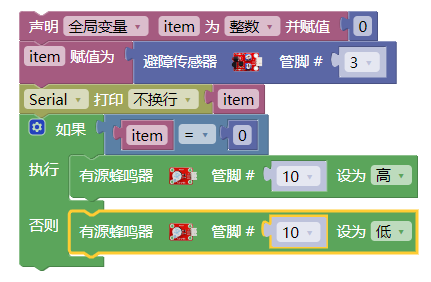 声明 全局变量 item 为 整数 并赋值 0
item 赋值为 避障传感器 管脚 # 3
Serial 打印 不换行 item
如果 item = 0
执行 有源蜂鸣器 管脚 # 10 设为 高
否则 有源蜂鸣器 管脚 # 10 设为 低